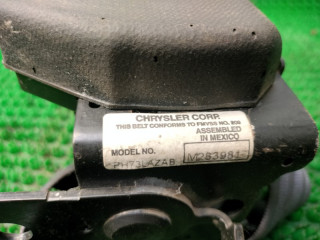 CHRYSLER CORP.
THIS BELT CONFORMS TO FMVSS NO. 209
ASSEMBLED
IN MEXICO
MODEL NO.